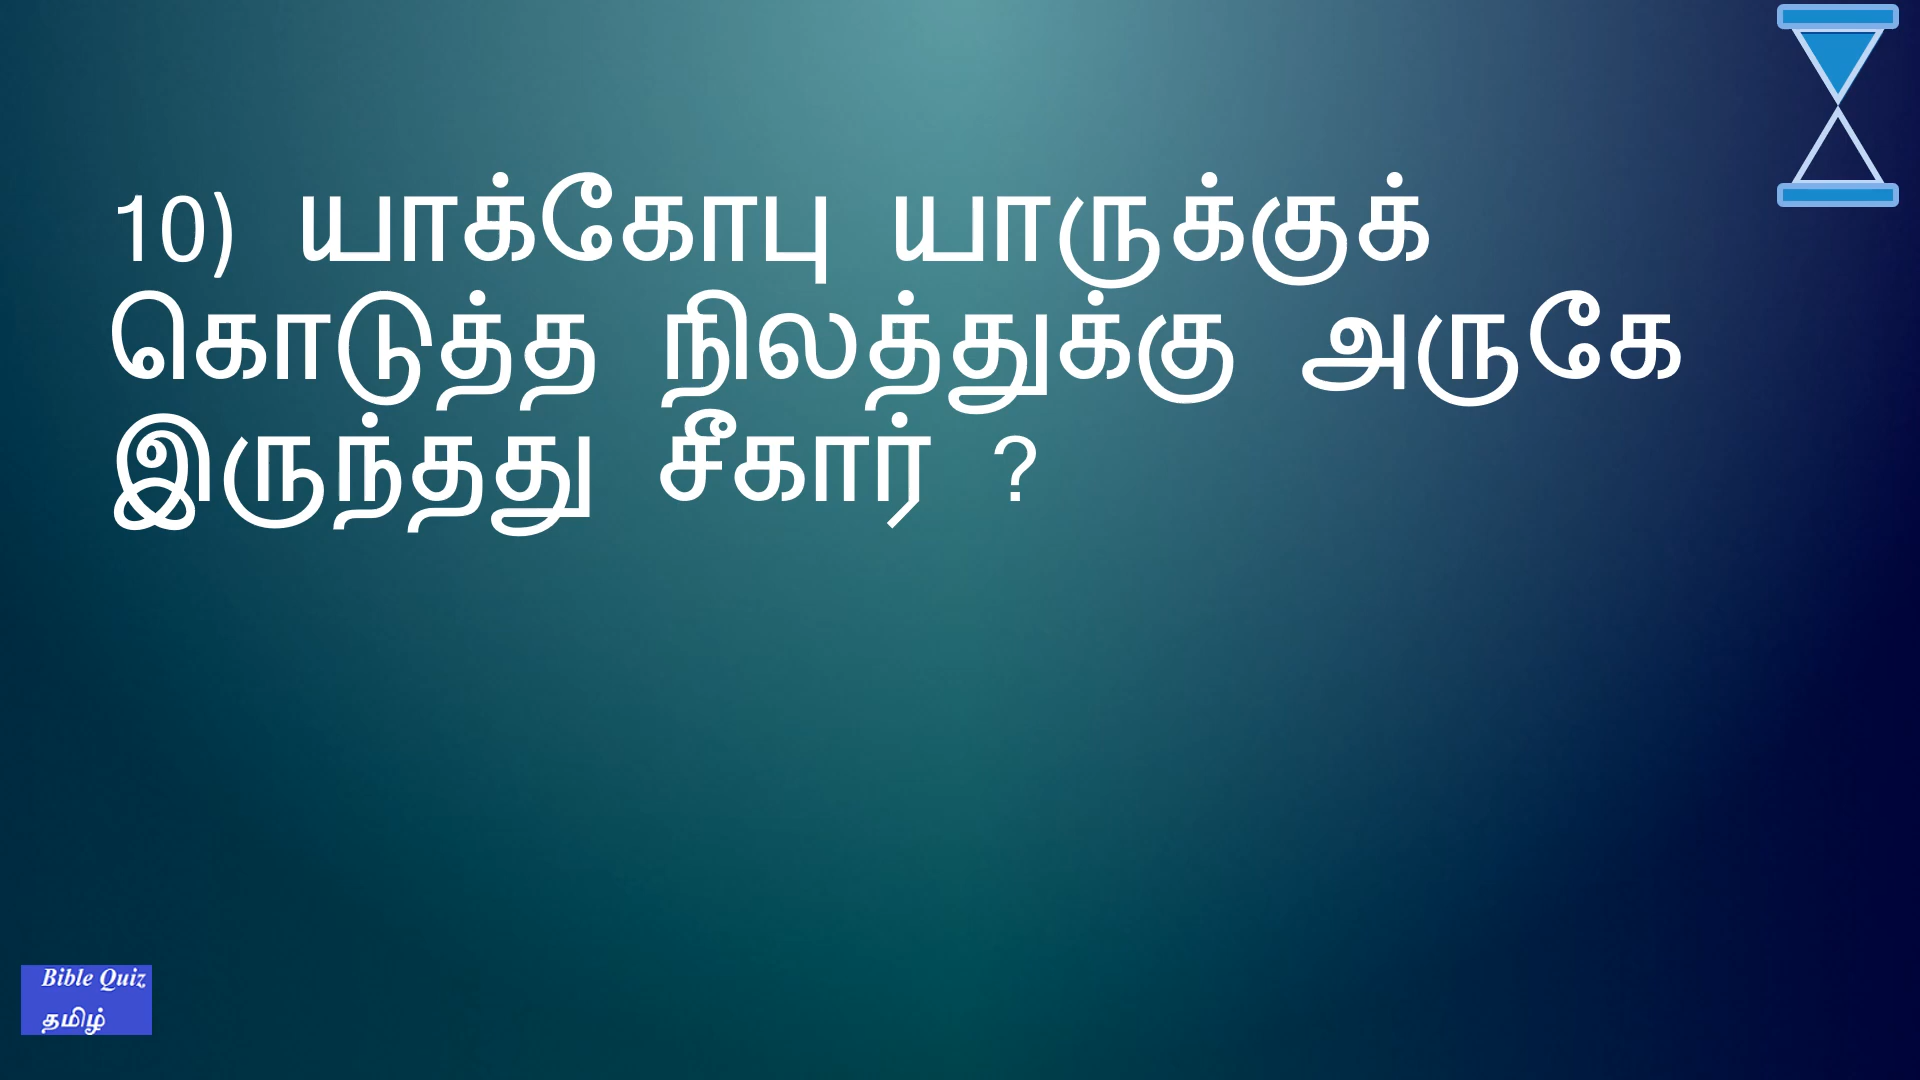 10) யாக்கோபு யாருக்குக்
கொடுத்த நிலத்துக்கு அருகே
இருந்தது சீகார் ?
Bible Quiz
தமிழ்